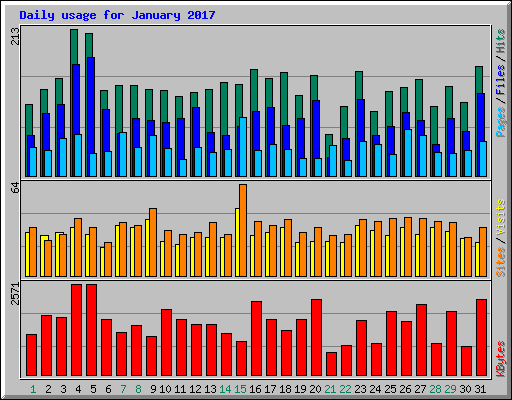 Daily usage for January 2017
213
Pages / Files / Hits
64
Sites / Visits
2571
KBytes
1 2 3 4 5 6 7 8 9 10 11 12 13 14 15 16 17 18 19 20 21 22 23 24 25 26 27 28 29 30 31